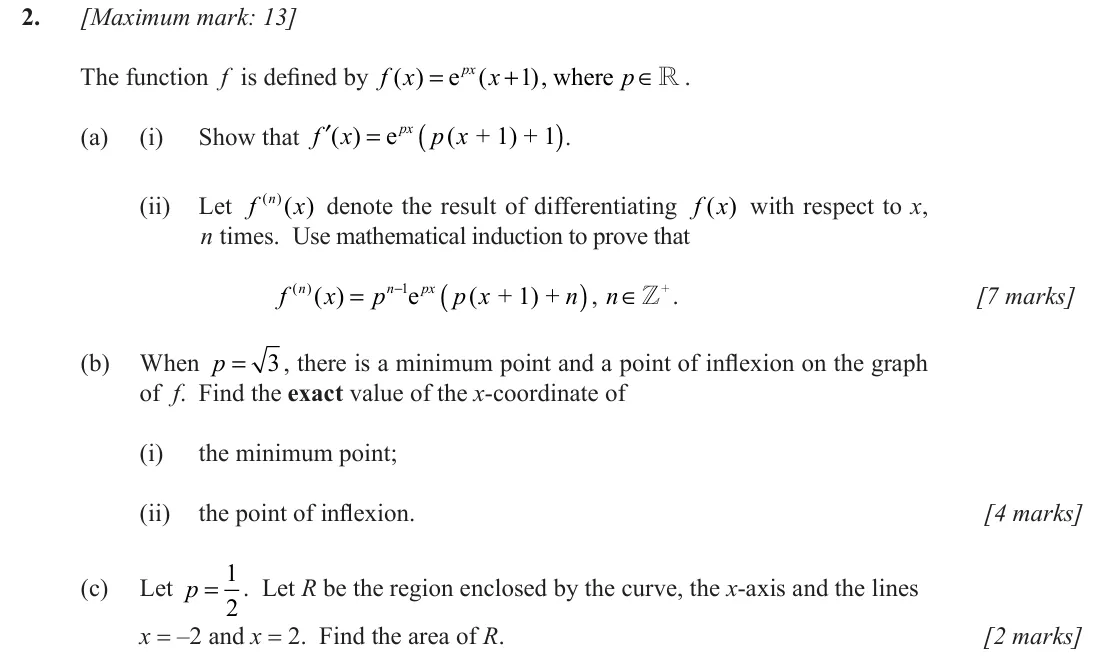 2. [Maximum mark: 13]
The function f is defined by f(x) = e^{px}(x+1), where p ∈ ℝ.
(a) (i) Show that f′(x) = e^{px}(p(x + 1) + 1).
(ii) Let f^{(n)}(x) denote the result of differentiating f(x) with respect to x,
n times. Use mathematical induction to prove that
f^{(n)}(x) = p^{n−1}e^{px}(p(x + 1) + n), n ∈ ℤ⁺. [7 marks]
(b) When p = √3, there is a minimum point and a point of inflexion on the graph
of f. Find the exact value of the x-coordinate of
(i) the minimum point;
(ii) the point of inflexion. [4 marks]
(c) Let p = 1/2. Let R be the region enclosed by the curve, the x-axis and the lines
x = –2 and x = 2. Find the area of R. [2 marks]